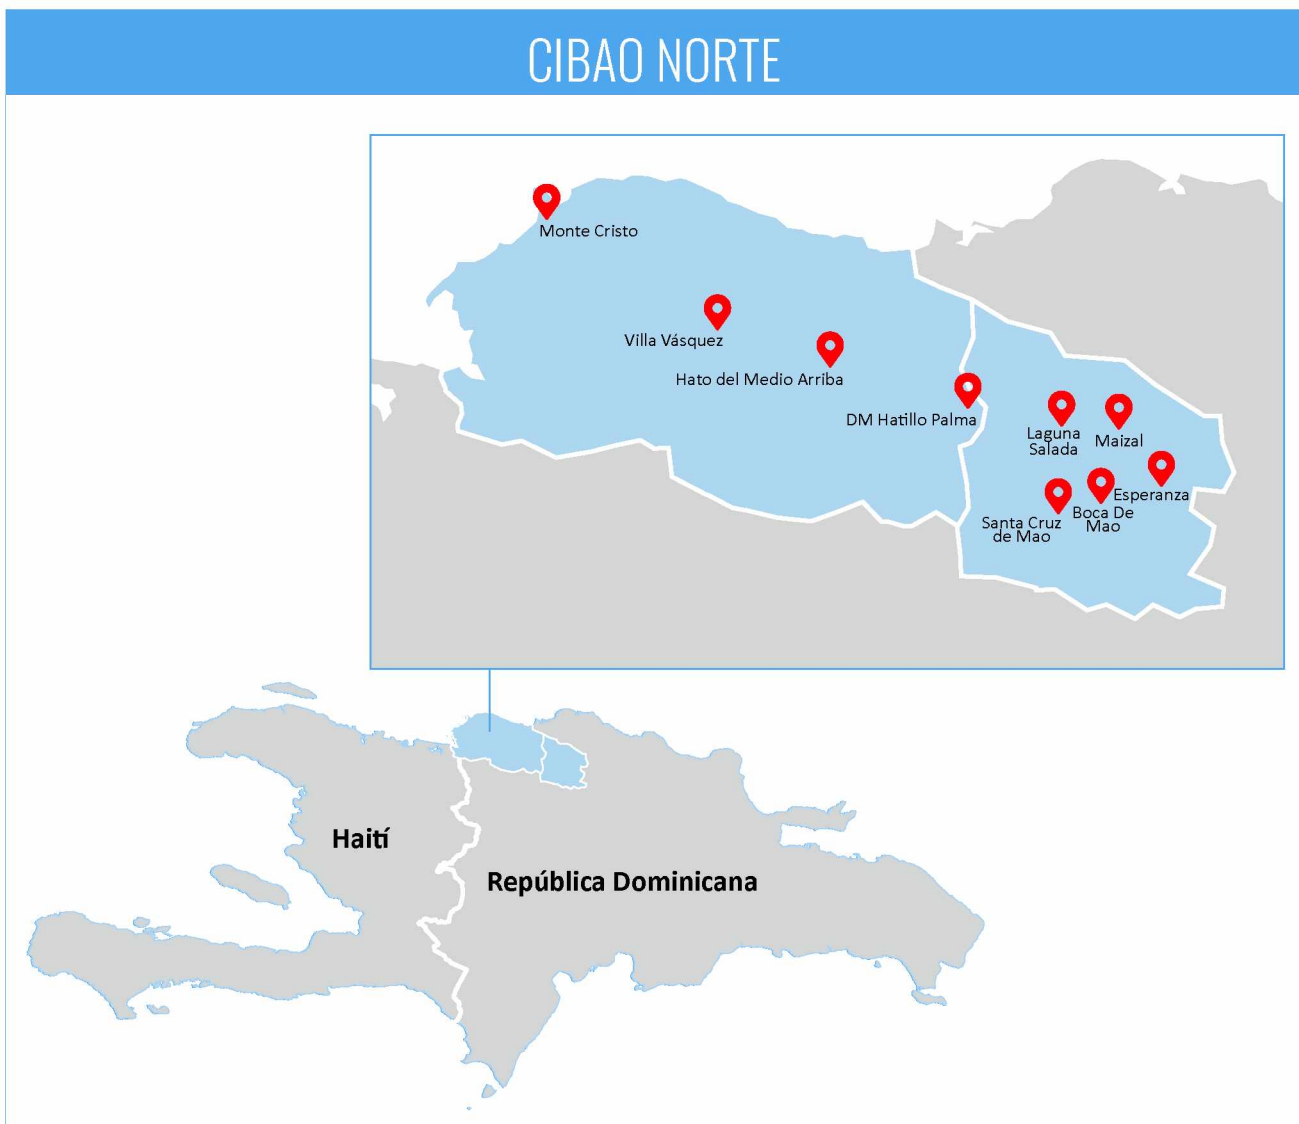 CIBAO NORTE
Monte Cristo
Villa Vásquez
Hato del Medio Arriba
DM Hatillo Palma
Laguna
Salada
Maizal
Esperanza
Santa Cruz
de Mao
Boca De
Mao
Haití
República Dominicana